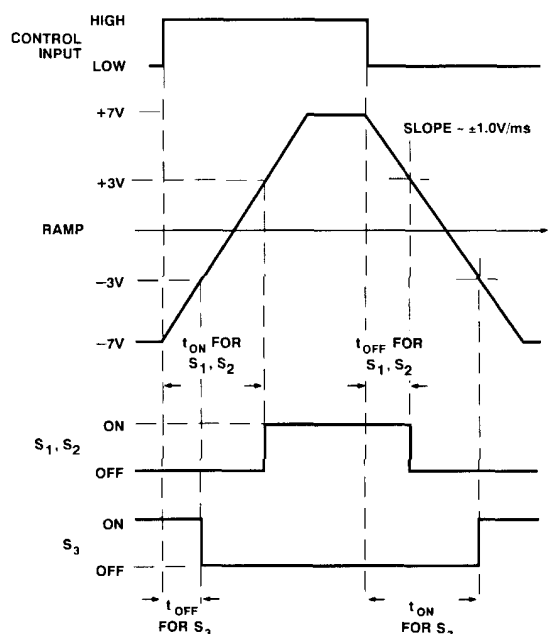 HIGH
CONTROL
INPUT
LOW
+7V
SLOPE ~ ±1.0V/ms
+3V
RAMP
−3V
−7V
tON FOR
S1, S2
tOFF FOR
S1, S2
ON
S1, S2
OFF
ON
S3
OFF
tOFF
FOR S3
tON
FOR S3